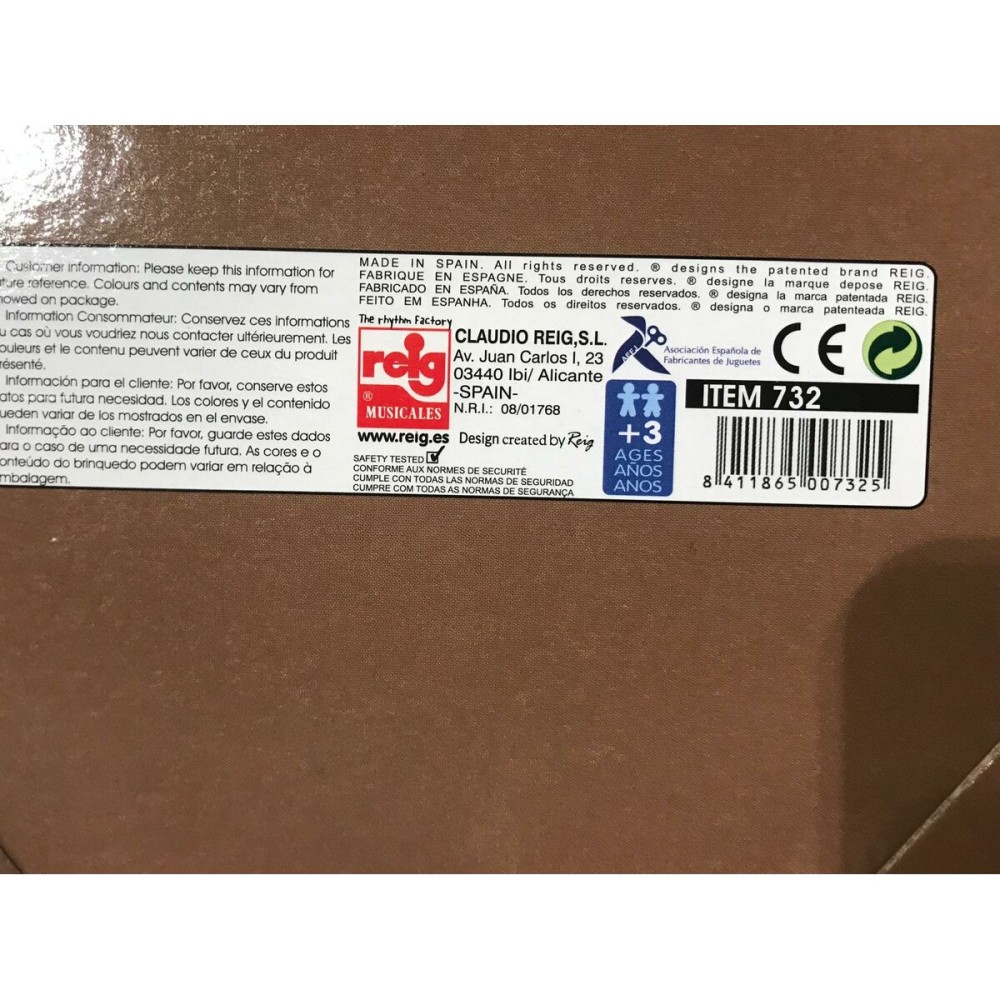 Customer information: Please keep this information for
reference. Colours and contents may vary from
on package.
Information Consommateur: Conservez ces informations
cas où vous voudriez nous contacter ultérieurement. Les
et le contenu peuvent varier de ceux du produit
Información para el cliente: Por favor, conserve estos
para futura necesidad. Los colores y el contenido
variar de los mostrados en el envase.
Informação ao cliente: Por favor, guarde estes dados
o caso de uma necessidade futura. As cores e o
do brinquedo podem variar em relação à
MADE IN SPAIN. All rights reserved. ® designs the patented brand REIG.
FABRIQUE EN ESPAGNE. Tous droits reserves. ® designe la marque depose REIG.
FABRICADO EN ESPAÑA. Todos los derechos reservados. ® designa la marca patentada REIG.
FEITO EM ESPANHA. Todos os direitos reservados. ® designa o marca patenteada REIG.
The rhythm Factory
reig
®
MUSICALES
www.reig.es
CLAUDIO REIG,S.L.
Av. Juan Carlos I, 23
03440 Ibi/ Alicante
-SPAIN-
N.R.I.: 08/01768
Design created by Reig
SAFETY TESTED
CONFORME AUX NORMES DE SECURITÉ
CUMPLE CON TODAS LAS NORMAS DE SEGURIDAD
CUMPRE COM TODAS AS NORMAS DE SEGURANÇA
AEFJ
Asociación Española de
Fabricantes de Juguetes
CE
+3
AGES
AÑOS
ANOS
ITEM 732
8 411865 007325